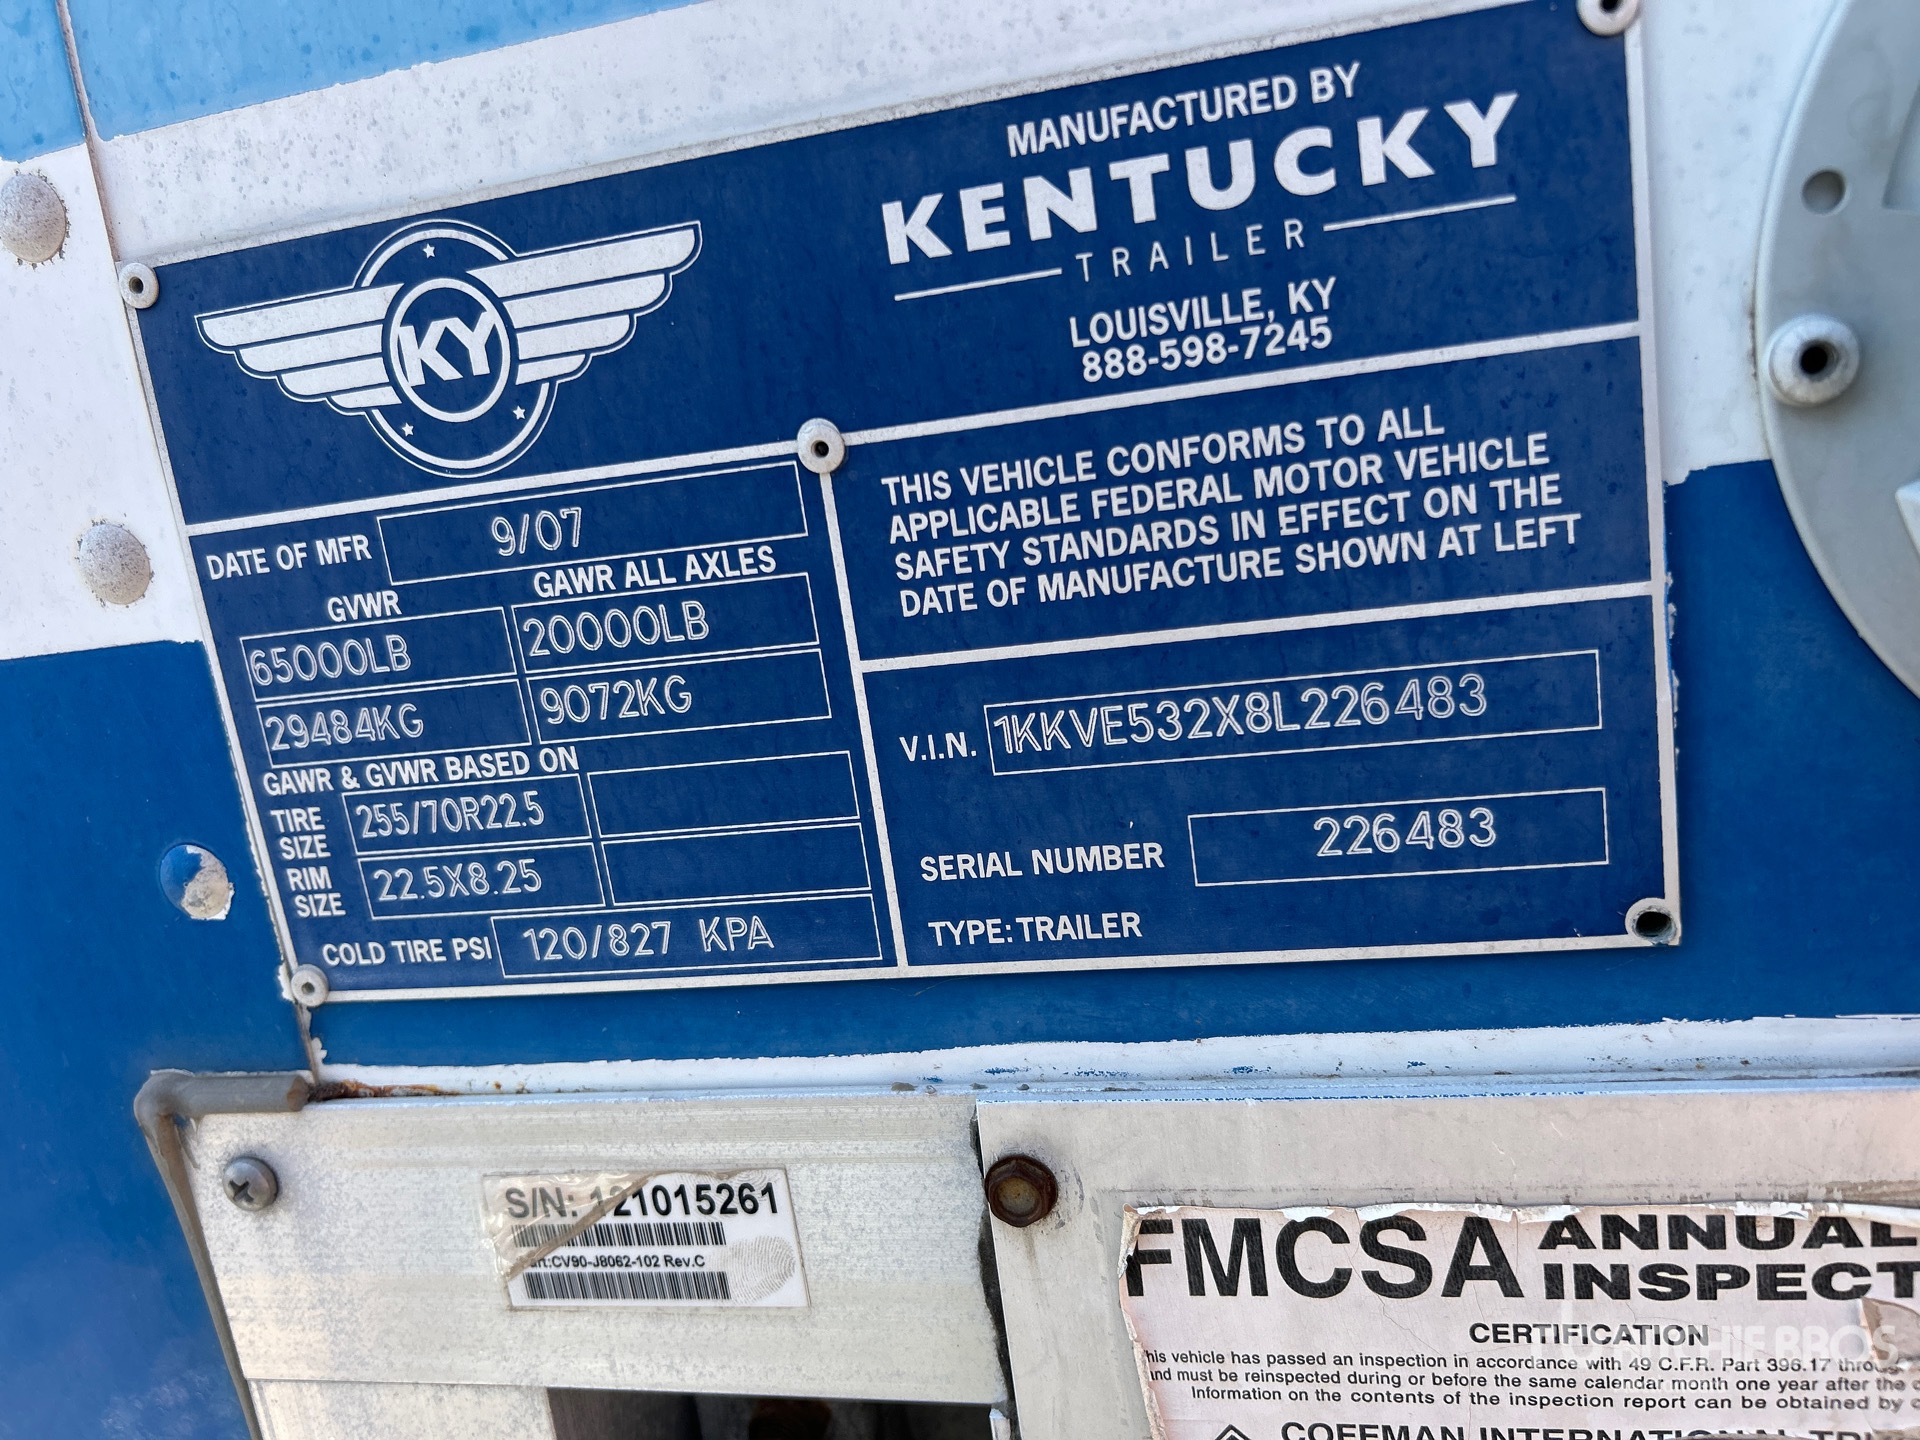 MANUFACTURED BY
KENTUCKY
TRAILER
LOUISVILLE, KY
888-598-7245
KY
DATE OF MFR 9/07
GVWR GAWR ALL AXLES
65000LB 20000LB
29484KG 9072KG
GAWR & GVWR BASED ON
TIRE SIZE 255/70R22.5
RIM SIZE 22.5X8.25
COLD TIRE PSI 120/827 KPA
THIS VEHICLE CONFORMS TO ALL
APPLICABLE FEDERAL MOTOR VEHICLE
SAFETY STANDARDS IN EFFECT ON THE
DATE OF MANUFACTURE SHOWN AT LEFT
V.I.N. 1KKVE532X8L226483
SERIAL NUMBER 226483
TYPE: TRAILER
S/N: 121015261
CV90-J8062-102 Rev.C
FMCSA ANNUAL
INSPECT
CERTIFICATION
his vehicle has passed an inspection in accordance with 49 C.F.R. Part 396.17 throu
and must be reinspected during or before the same calendar month one year after the
Information on the contents of the inspection report can be obtained by
COFFMAN INTERNATIONAL
RITCHIE BROS.